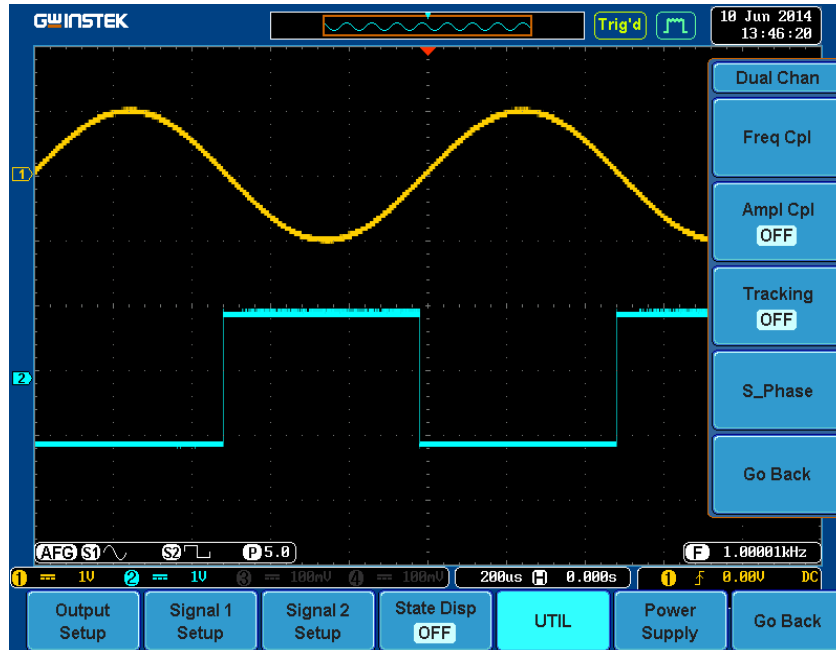 GWINSTEK
Trig'd
10 Jun 2014
13:46:20
Dual Chan
Freq Cpl
1
Ampl Cpl
OFF
Tracking
OFF
2
S_Phase
Go Back
AFG S1 S2 P 5.0
F 1.00001kHz
1 1V 2 1V 3 100mV 4 100mV 200us H 0.000s 1 0.00V DC
Output Setup
Signal 1 Setup
Signal 2 Setup
State Disp
OFF
UTIL
Power Supply
Go Back